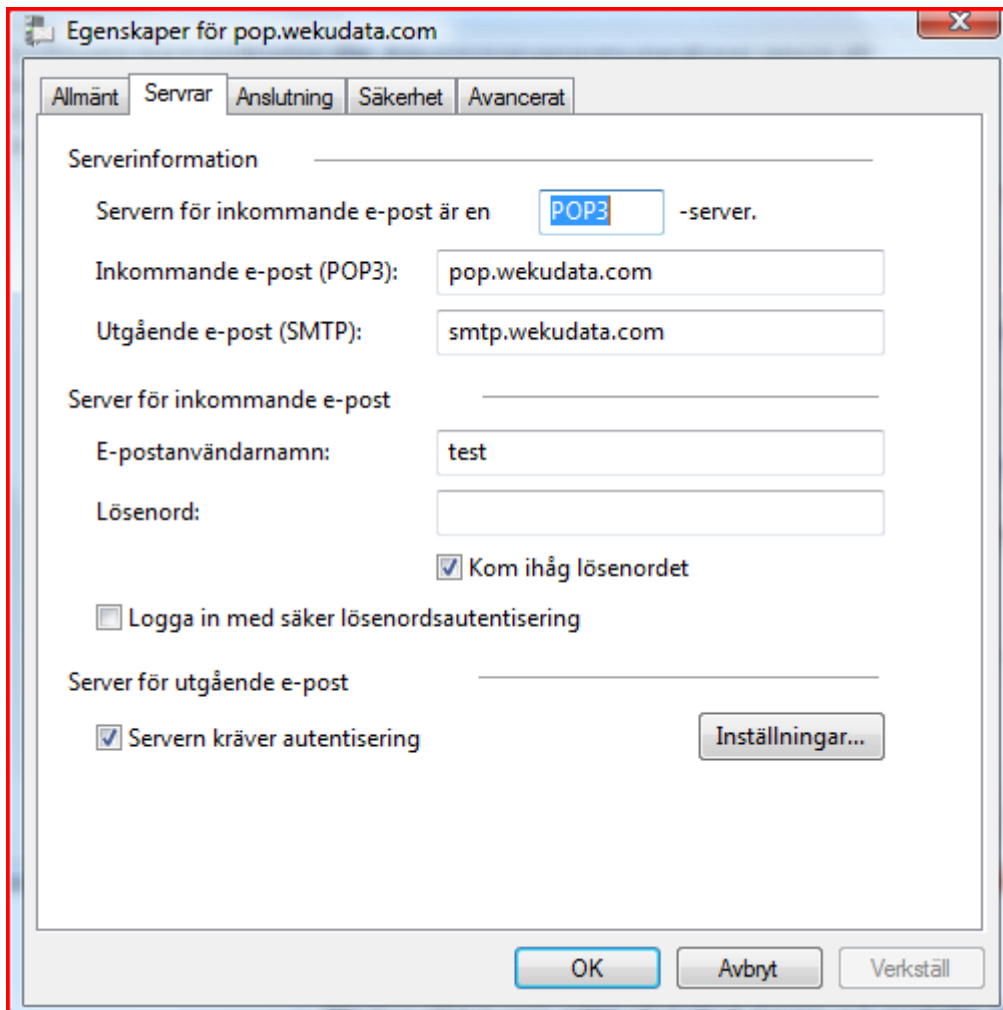 Egenskaper för pop.wekudata.com
Allmänt Servrar Anslutning Säkerhet Avancerat
Serverinformation
Servern för inkommande e-post är en POP3 -server.
Inkommande e-post (POP3): pop.wekudata.com
Utgående e-post (SMTP): smtp.wekudata.com
Server för inkommande e-post
E-postanvändarnamn: test
Lösenord:
Kom ihåg lösenordet
Logga in med säker lösenordsautentisering
Server för utgående e-post
Servern kräver autentisering Inställningar...
OK Avbryt Verkställ